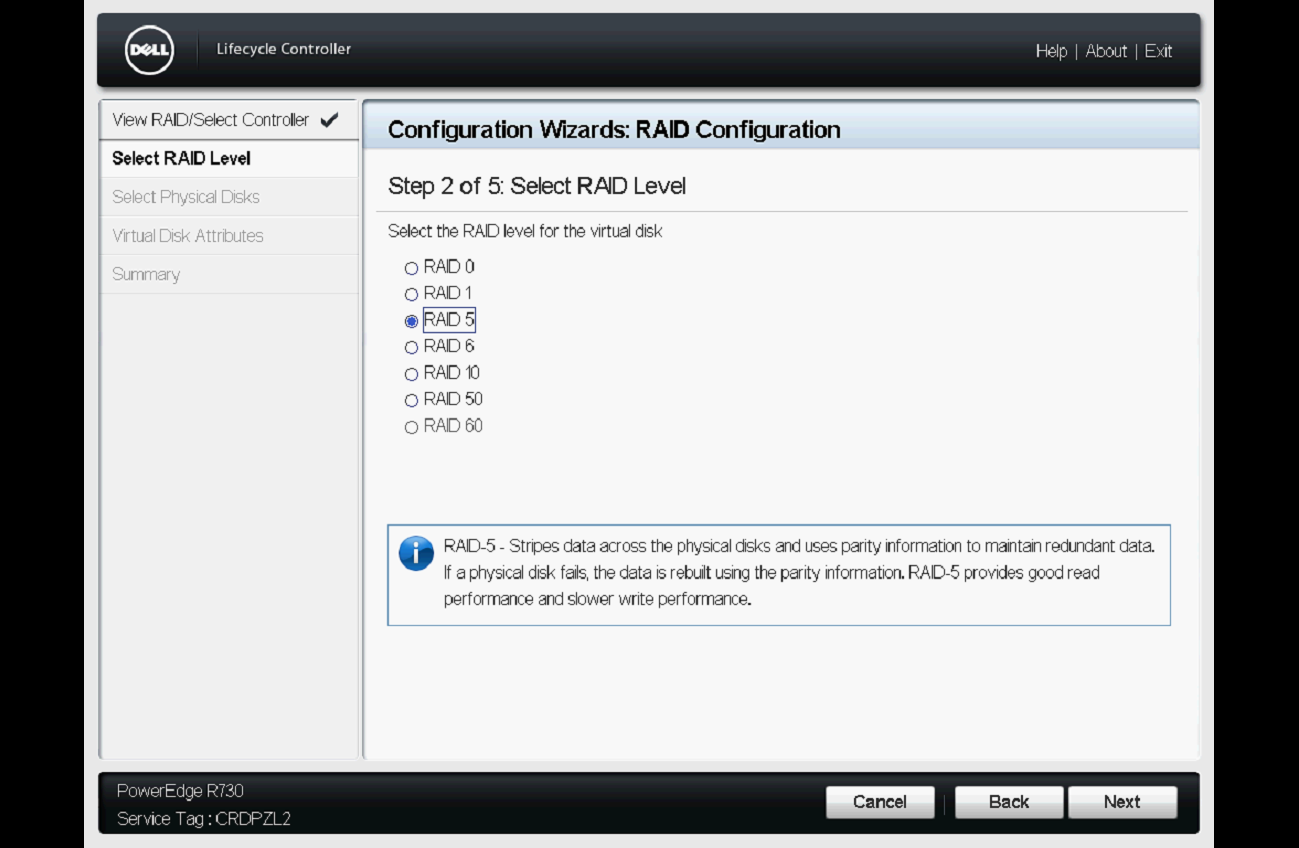 DELL
Lifecycle Controller
Help | About | Exit
View RAID/Select Controller
Select RAID Level
Select Physical Disks
Virtual Disk Attributes
Summary
Configuration Wizards: RAID Configuration
Step 2 of 5: Select RAID Level
Select the RAID level for the virtual disk
RAID 0
RAID 1
RAID 5
RAID 6
RAID 10
RAID 50
RAID 60
RAID-5 - Stripes data across the physical disks and uses parity information to maintain redundant data.
If a physical disk fails, the data is rebuilt using the parity information. RAID-5 provides good read
performance and slower write performance.
PowerEdge R730
Service Tag : CRDPZL2
Cancel
Back
Next